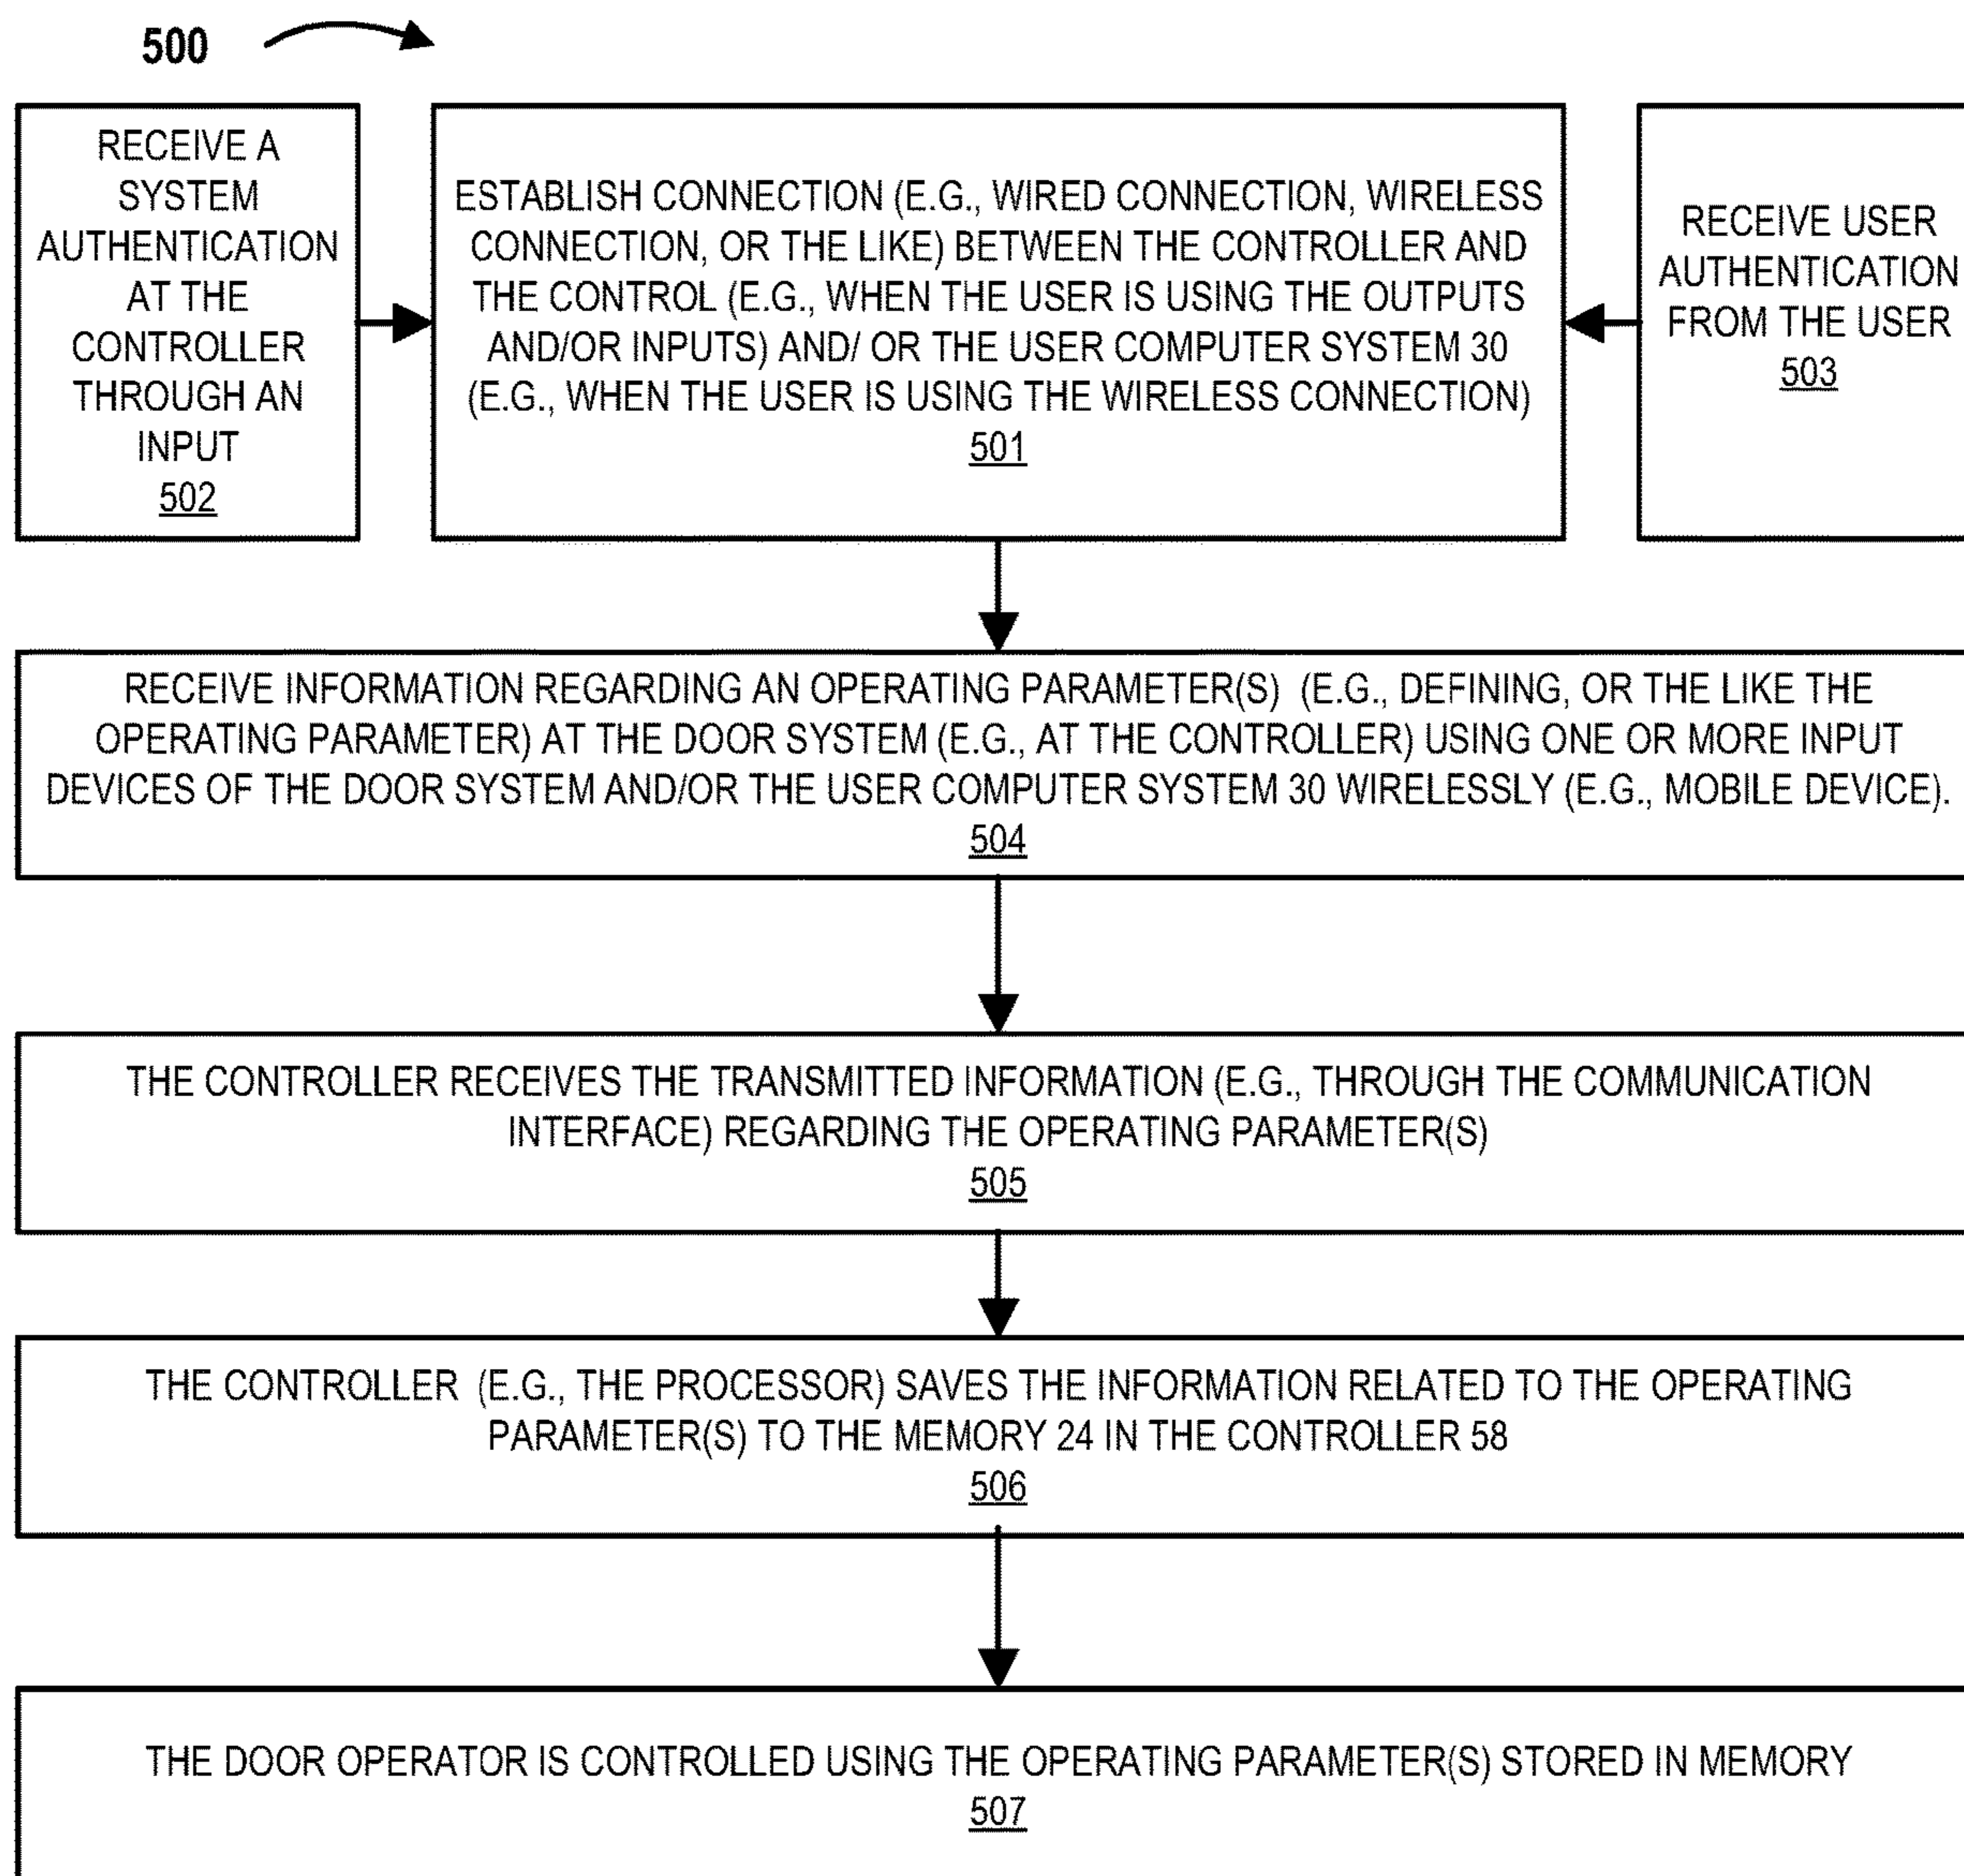 500
RECEIVE A
SYSTEM
AUTHENTICATION
AT THE
CONTROLLER
THROUGH AN
INPUT
502
ESTABLISH CONNECTION (E.G., WIRED CONNECTION, WIRELESS
CONNECTION, OR THE LIKE) BETWEEN THE CONTROLLER AND
THE CONTROL (E.G., WHEN THE USER IS USING THE OUTPUTS
AND/OR INPUTS) AND/ OR THE USER COMPUTER SYSTEM 30
(E.G., WHEN THE USER IS USING THE WIRELESS CONNECTION)
501
RECEIVE USER
AUTHENTICATION
FROM THE USER
503
RECEIVE INFORMATION REGARDING AN OPERATING PARAMETER(S) (E.G., DEFINING, OR THE LIKE THE
OPERATING PARAMETER) AT THE DOOR SYSTEM (E.G., AT THE CONTROLLER) USING ONE OR MORE INPUT
DEVICES OF THE DOOR SYSTEM AND/OR THE USER COMPUTER SYSTEM 30 WIRELESSLY (E.G., MOBILE DEVICE).
504
THE CONTROLLER RECEIVES THE TRANSMITTED INFORMATION (E.G., THROUGH THE COMMUNICATION
INTERFACE) REGARDING THE OPERATING PARAMETER(S)
505
THE CONTROLLER (E.G., THE PROCESSOR) SAVES THE INFORMATION RELATED TO THE OPERATING
PARAMETER(S) TO THE MEMORY 24 IN THE CONTROLLER 58
506
THE DOOR OPERATOR IS CONTROLLED USING THE OPERATING PARAMETER(S) STORED IN MEMORY
507